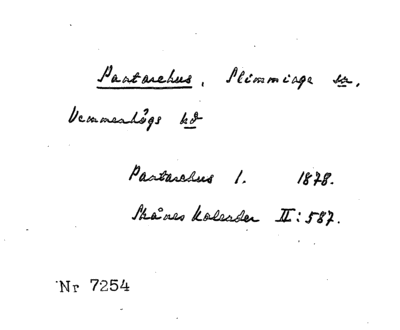 Pantarehus, Slimminge sn,
Vemmenhögs hd
Pantarehus 1. 1878.
Skånes Kalender II: 587.
Nr 7254